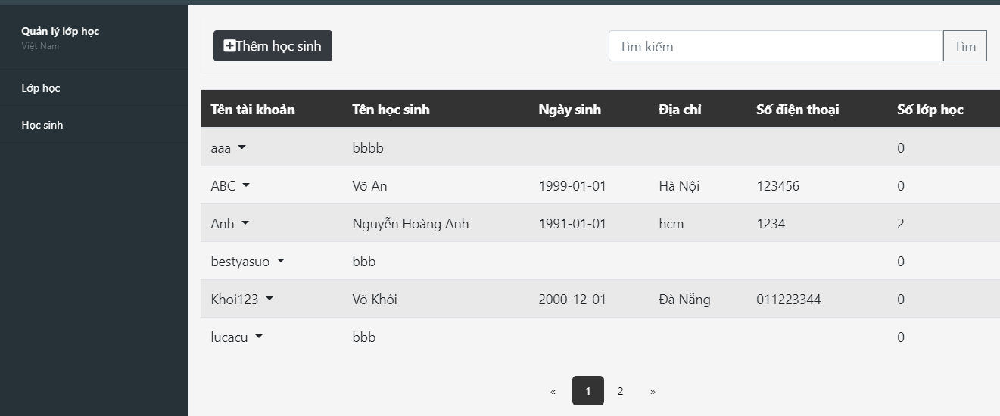 Quản lý lớp học
Việt Nam
Lớp học
Học sinh
Thêm học sinh
Tìm kiếm Tìm
Tên tài khoản Tên học sinh Ngày sinh Địa chỉ Số điện thoại Số lớp học
aaa bbbb 0
ABC Võ An 1999-01-01 Hà Nội 123456 0
Anh Nguyễn Hoàng Anh 1991-01-01 hcm 1234 2
bestyasuo bbb 0
Khoi123 Võ Khôi 2000-12-01 Đà Nẵng 011223344 0
lucacu bbb 0
« 1 2 »